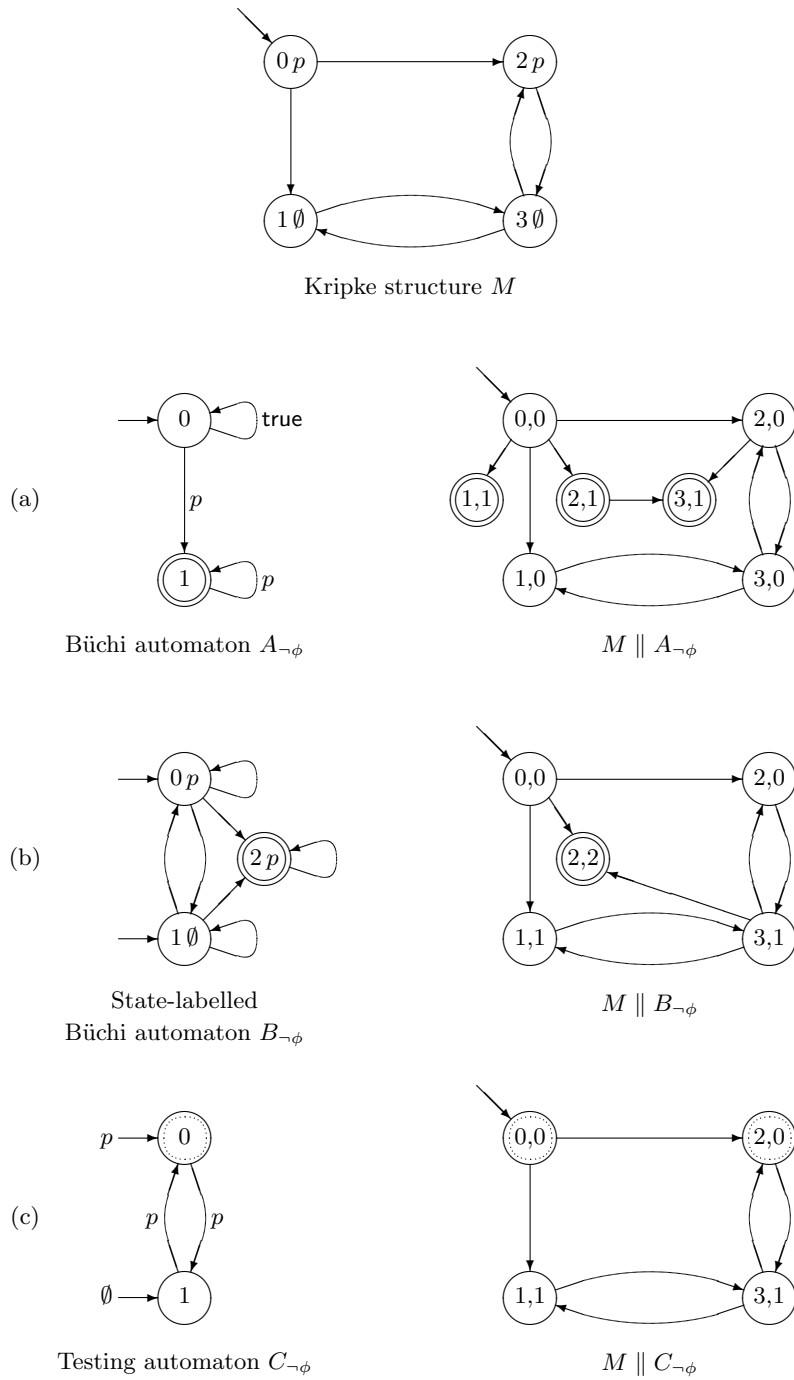 0 p
2 p
1 ∅
3 ∅
Kripke structure M
0
true
p
1
p
(a)
Büchi automaton A¬ϕ
0,0
2,0
1,1
2,1
3,1
1,0
3,0
M ∥ A¬ϕ
0 p
2 p
1 ∅
(b)
State-labelled
Büchi automaton B¬ϕ
0,0
2,0
2,2
1,1
3,1
M ∥ B¬ϕ
p
0
p
p
∅
1
(c)
Testing automaton C¬ϕ
0,0
2,0
1,1
3,1
M ∥ C¬ϕ